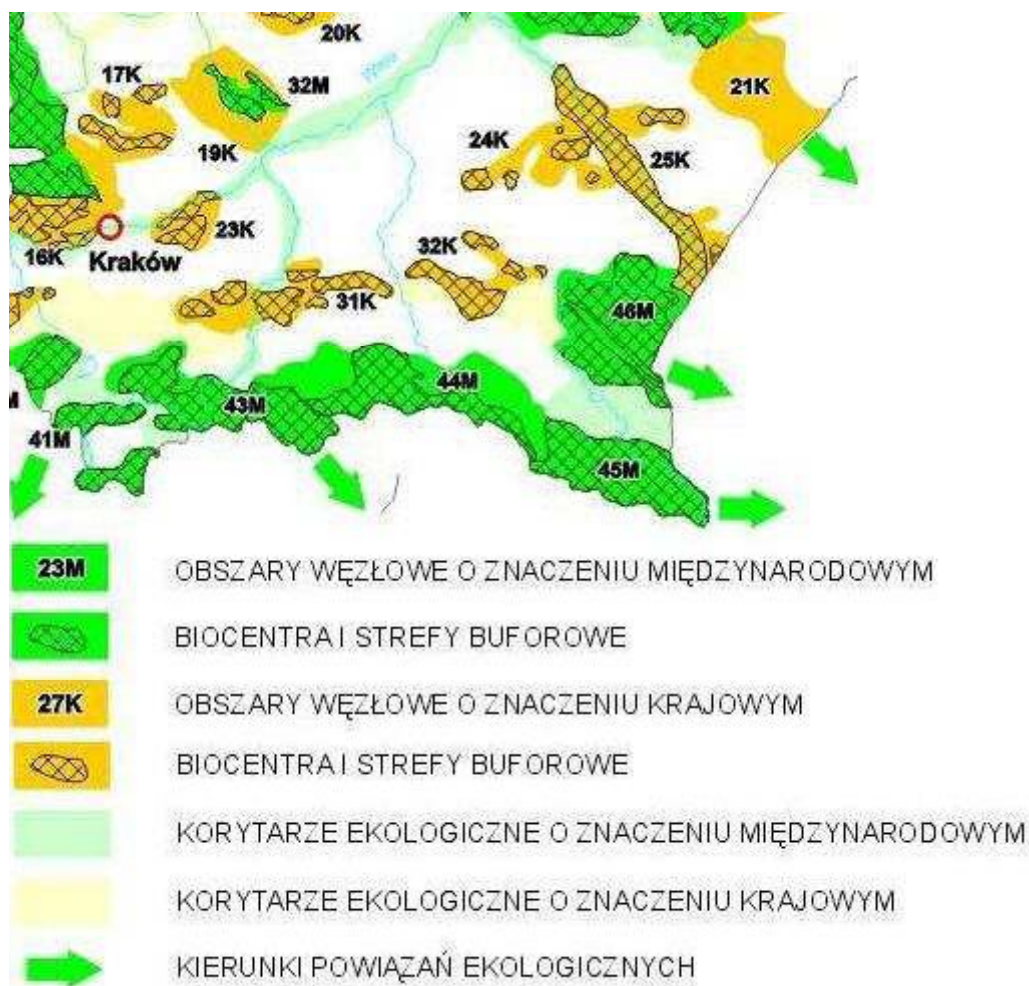 20K
17K
32M
21K
Wisła
19K
24K
25K
23K
32K
16K
Kraków
31K
46M
44M
M
43M
41M
45M
23M OBSZARY WĘZŁOWE O ZNACZENIU MIĘDZYNARODOWYM
BIOCENTRA I STREFY BUFOROWE
27K OBSZARY WĘZŁOWE O ZNACZENIU KRAJOWYM
BIOCENTRA I STREFY BUFOROWE
KORYTARZE EKOLOGICZNE O ZNACZENIU MIĘDZYNARODOWYM
KORYTARZE EKOLOGICZNE O ZNACZENIU KRAJOWYM
KIERUNKI POWIĄZAŃ EKOLOGICZNYCH